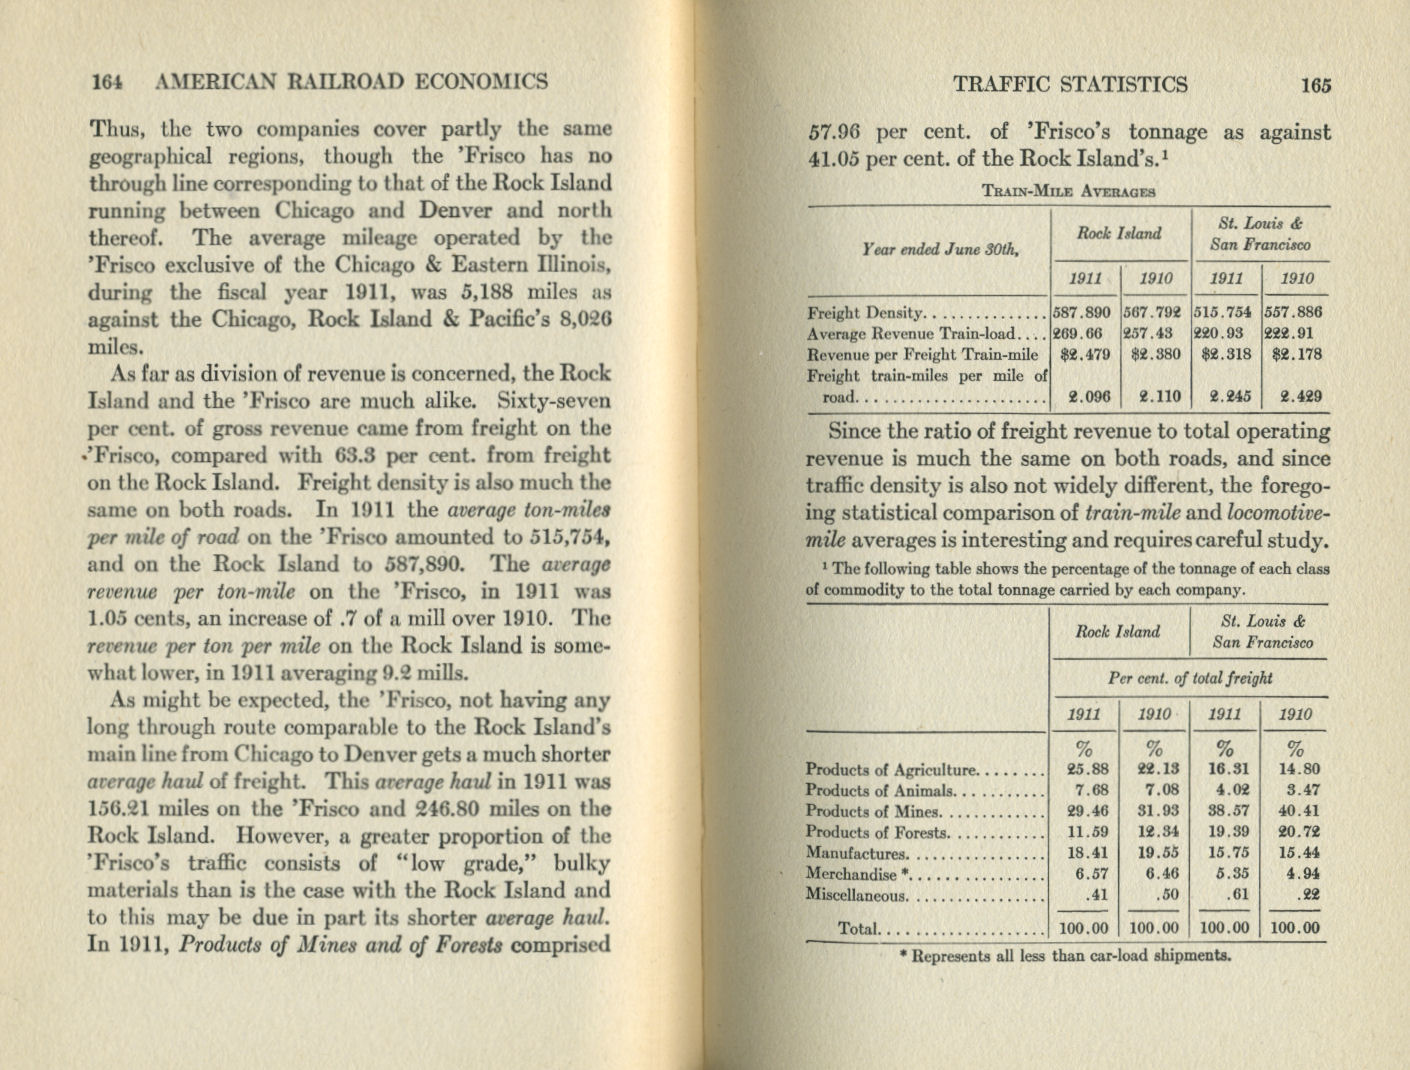 164 AMERICAN RAILROAD ECONOMICS
Thus, the two companies cover partly the same
geographical regions, though the 'Frisco has no
through line corresponding to that of the Rock Island
running between Chicago and Denver and north
thereof. The average mileage operated by the
'Frisco exclusive of the Chicago & Eastern Illinois,
during the fiscal year 1911, was 5,188 miles as
against the Chicago, Rock Island & Pacific's 8,026
miles.
As far as division of revenue is concerned, the Rock
Island and the 'Frisco are much alike. Sixty-seven
per cent. of gross revenue came from freight on the
'Frisco, compared with 63.3 per cent. from freight
on the Rock Island. Freight density is also much the
same on both roads. In 1911 the average ton-miles
per mile of road on the 'Frisco amounted to 515,754,
and on the Rock Island to 587,890. The average
revenue per ton-mile on the 'Frisco, in 1911 was
1.05 cents, an increase of .7 of a mill over 1910. The
revenue per ton per mile on the Rock Island is some-
what lower, in 1911 averaging 9.2 mills.
As might be expected, the 'Frisco, not having any
long through route comparable to the Rock Island's
main line from Chicago to Denver gets a much shorter
average haul of freight. This average haul in 1911 was
156.21 miles on the 'Frisco and 246.80 miles on the
Rock Island. However, a greater proportion of the
'Frisco's traffic consists of "low grade," bulky
materials than is the case with the Rock Island and
to this may be due in part its shorter average haul.
In 1911, Products of Mines and of Forests comprised
TRAFFIC STATISTICS 165
57.96 per cent. of 'Frisco's tonnage as against
41.05 per cent. of the Rock Island's.¹
TRAIN-MILE AVERAGES
Year ended June 30th, Rock Island St. Louis &
San Francisco
1911 1910 1911 1910
Freight Density.............. 587.890 567.792 515.754 557.886
Average Revenue Train-load.... 269.66 257.43 220.93 222.91
Revenue per Freight Train-mile $2.479 $2.380 $2.318 $2.178
Freight train-miles per mile of
road...................... 2.096 2.110 2.245 2.429
Since the ratio of freight revenue to total operating
revenue is much the same on both roads, and since
traffic density is also not widely different, the forego-
ing statistical comparison of train-mile and locomotive-
mile averages is interesting and requires careful study.
¹ The following table shows the percentage of the tonnage of each class
of commodity to the total tonnage carried by each company.
Rock Island St. Louis &
San Francisco
Per cent. of total freight
1911 1910 1911 1910
% % % %
Products of Agriculture........ 25.88 22.13 16.31 14.80
Products of Animals........... 7.68 7.08 4.02 3.47
Products of Mines............. 29.46 31.93 38.57 40.41
Products of Forests............ 11.59 12.34 19.39 20.72
Manufactures................. 18.41 19.55 15.75 15.44
Merchandise *................. 6.57 6.46 5.35 4.94
Miscellaneous................. .41 .50 .61 .22
Total.................... 100.00 100.00 100.00 100.00
* Represents all less than car-load shipments.